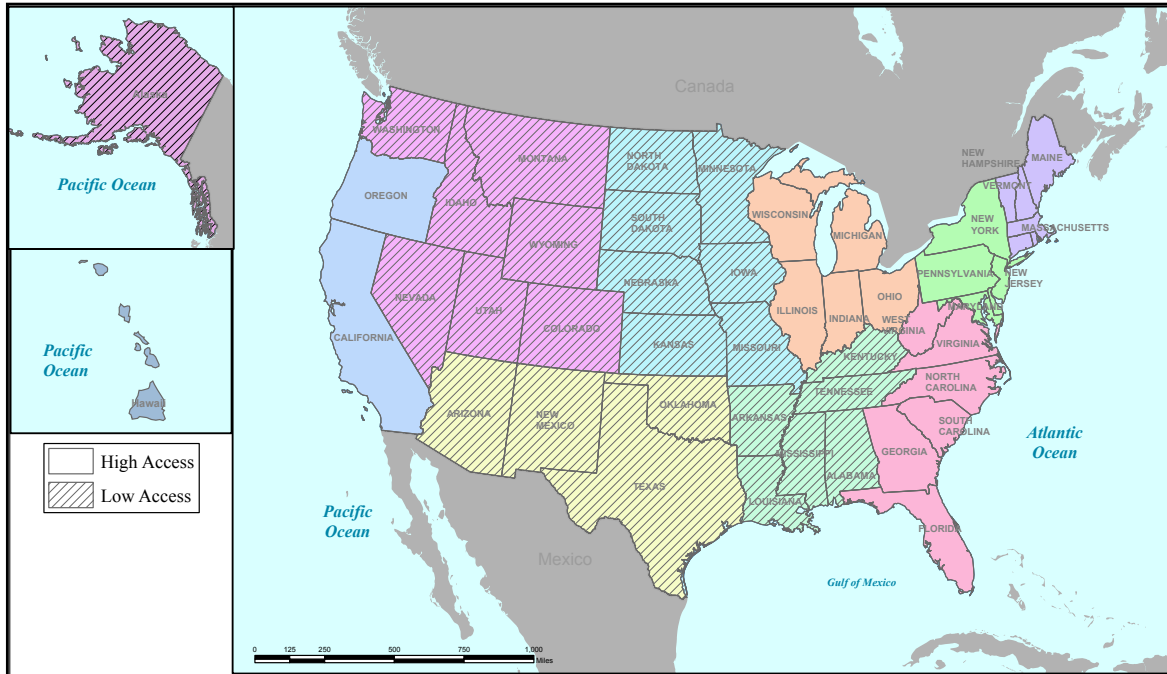 Alaska
Pacific Ocean
Pacific
Ocean
Hawaii
High Access
Low Access
Canada
WASHINGTON
MONTANA
NORTH
DAKOTA
MINNESOTA
OREGON
IDAHO
SOUTH
DAKOTA
WYOMING
WISCONSIN
MICHIGAN
NEW
HAMPSHIRE
MAINE
VERMONT
MASSACHUSETTS
NEW
YORK
IOWA
NEBRASKA
NEVADA
UTAH
COLORADO
CALIFORNIA
KANSAS
MISSOURI
ILLINOIS
INDIANA
OHIO
PENNSYLVANIA
NEW
JERSEY
MARYLAND
WEST
VIRGINIA
VIRGINIA
KENTUCKY
TENNESSEE
NORTH
CAROLINA
SOUTH
CAROLINA
ARIZONA
NEW
MEXICO
OKLAHOMA
ARKANSAS
TEXAS
LOUISIANA
MISSISSIPPI
ALABAMA
GEORGIA
FLORIDA
Pacific
Ocean
Atlantic
Ocean
Mexico
Gulf of Mexico
0 125 250 500 750 1,000
Miles